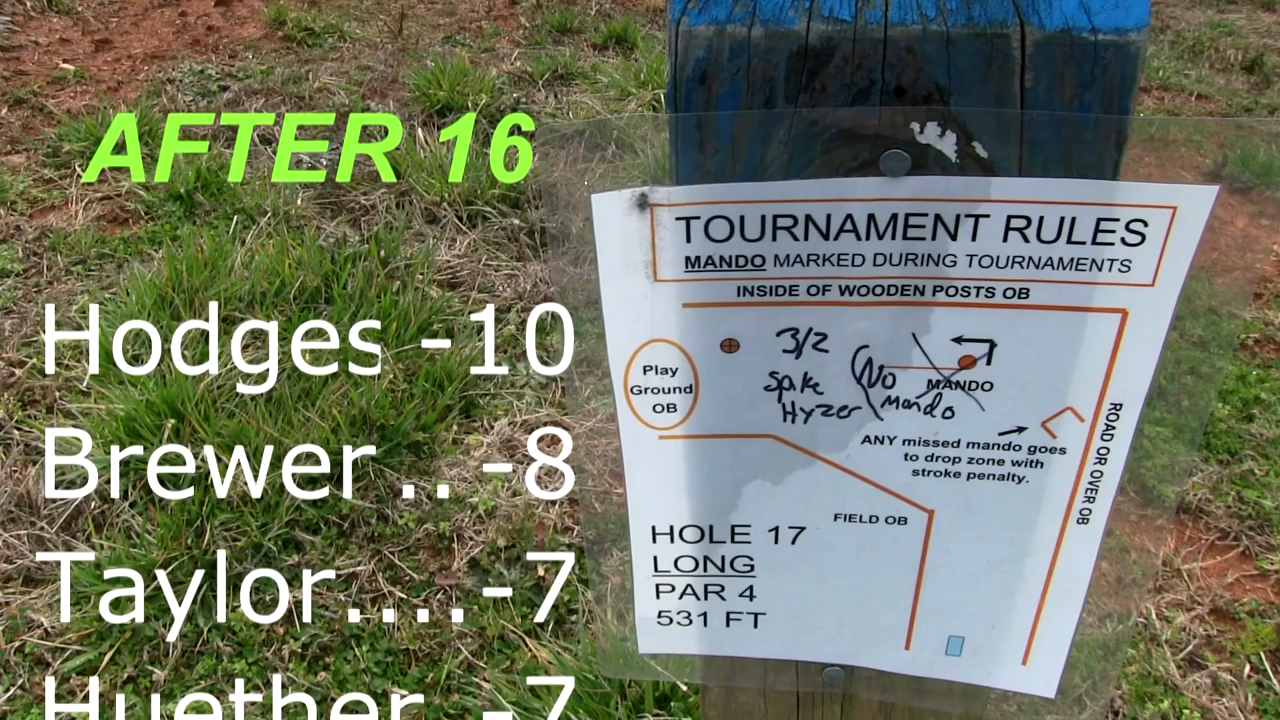 AFTER 16
Hodges -10
Brewer .. -8
Taylor.... -7
Huether -7
TOURNAMENT RULES
MANDO MARKED DURING TOURNAMENTS
INSIDE OF WOODEN POSTS OB
Play
Ground
OB
3/2
Spike
Hyzer
No
Mando
MANDO
ANY missed mando goes
to drop zone with
stroke penalty.
ROAD OR OVER OB
FIELD OB
HOLE 17
LONG
PAR 4
531 FT